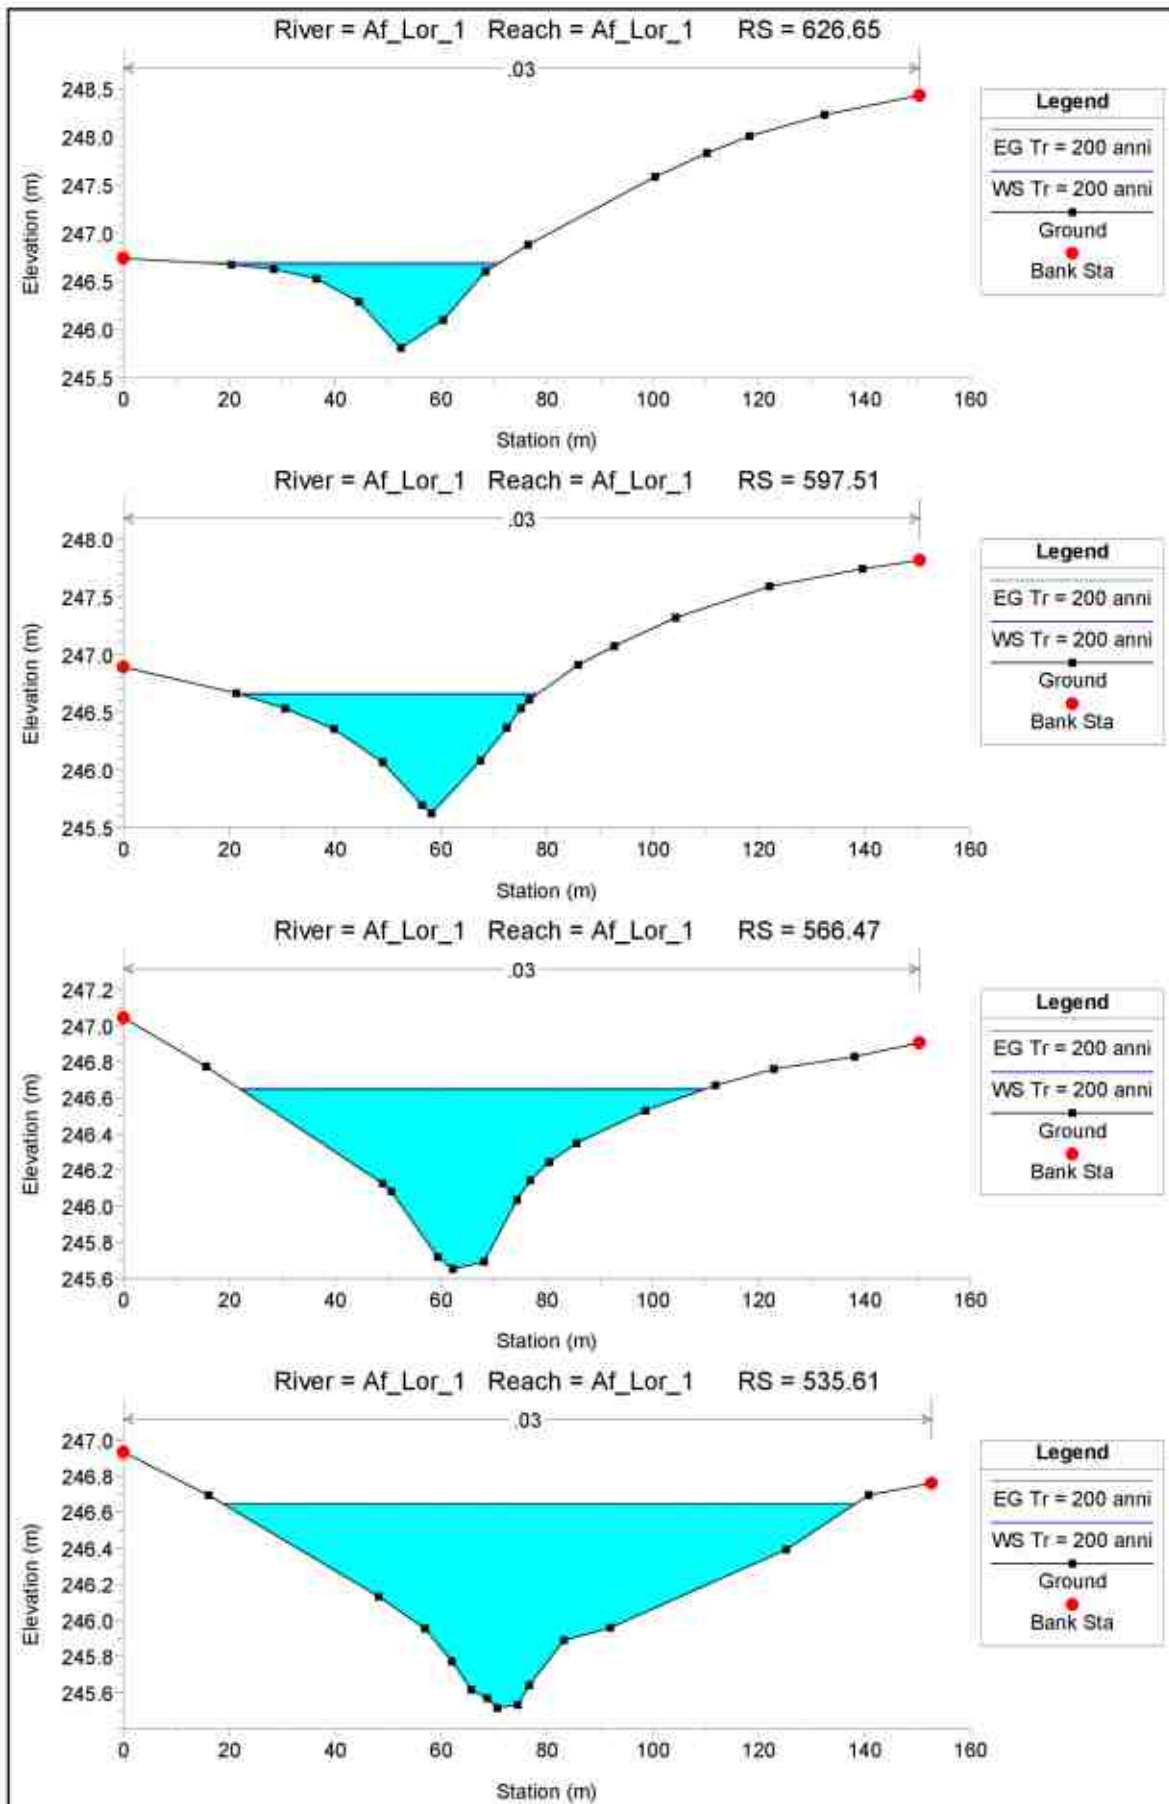 River = Af_Lor_1 Reach = Af_Lor_1 RS = 626.65
.03
248.5
248.0
247.5
247.0
246.5
246.0
245.5
Elevation (m)
0 20 40 60 80 100 120 140 160
Station (m)
Legend
EG Tr = 200 anni
WS Tr = 200 anni
Ground
Bank Sta
River = Af_Lor_1 Reach = Af_Lor_1 RS = 597.51
.03
248.0
247.5
247.0
246.5
246.0
245.5
Elevation (m)
0 20 40 60 80 100 120 140 160
Station (m)
Legend
EG Tr = 200 anni
WS Tr = 200 anni
Ground
Bank Sta
River = Af_Lor_1 Reach = Af_Lor_1 RS = 566.47
.03
247.2
247.0
246.8
246.6
246.4
246.2
246.0
245.8
245.6
Elevation (m)
0 20 40 60 80 100 120 140 160
Station (m)
Legend
EG Tr = 200 anni
WS Tr = 200 anni
Ground
Bank Sta
River = Af_Lor_1 Reach = Af_Lor_1 RS = 535.61
.03
247.0
246.8
246.6
246.4
246.2
246.0
245.8
245.6
Elevation (m)
0 20 40 60 80 100 120 140 160
Station (m)
Legend
EG Tr = 200 anni
WS Tr = 200 anni
Ground
Bank Sta